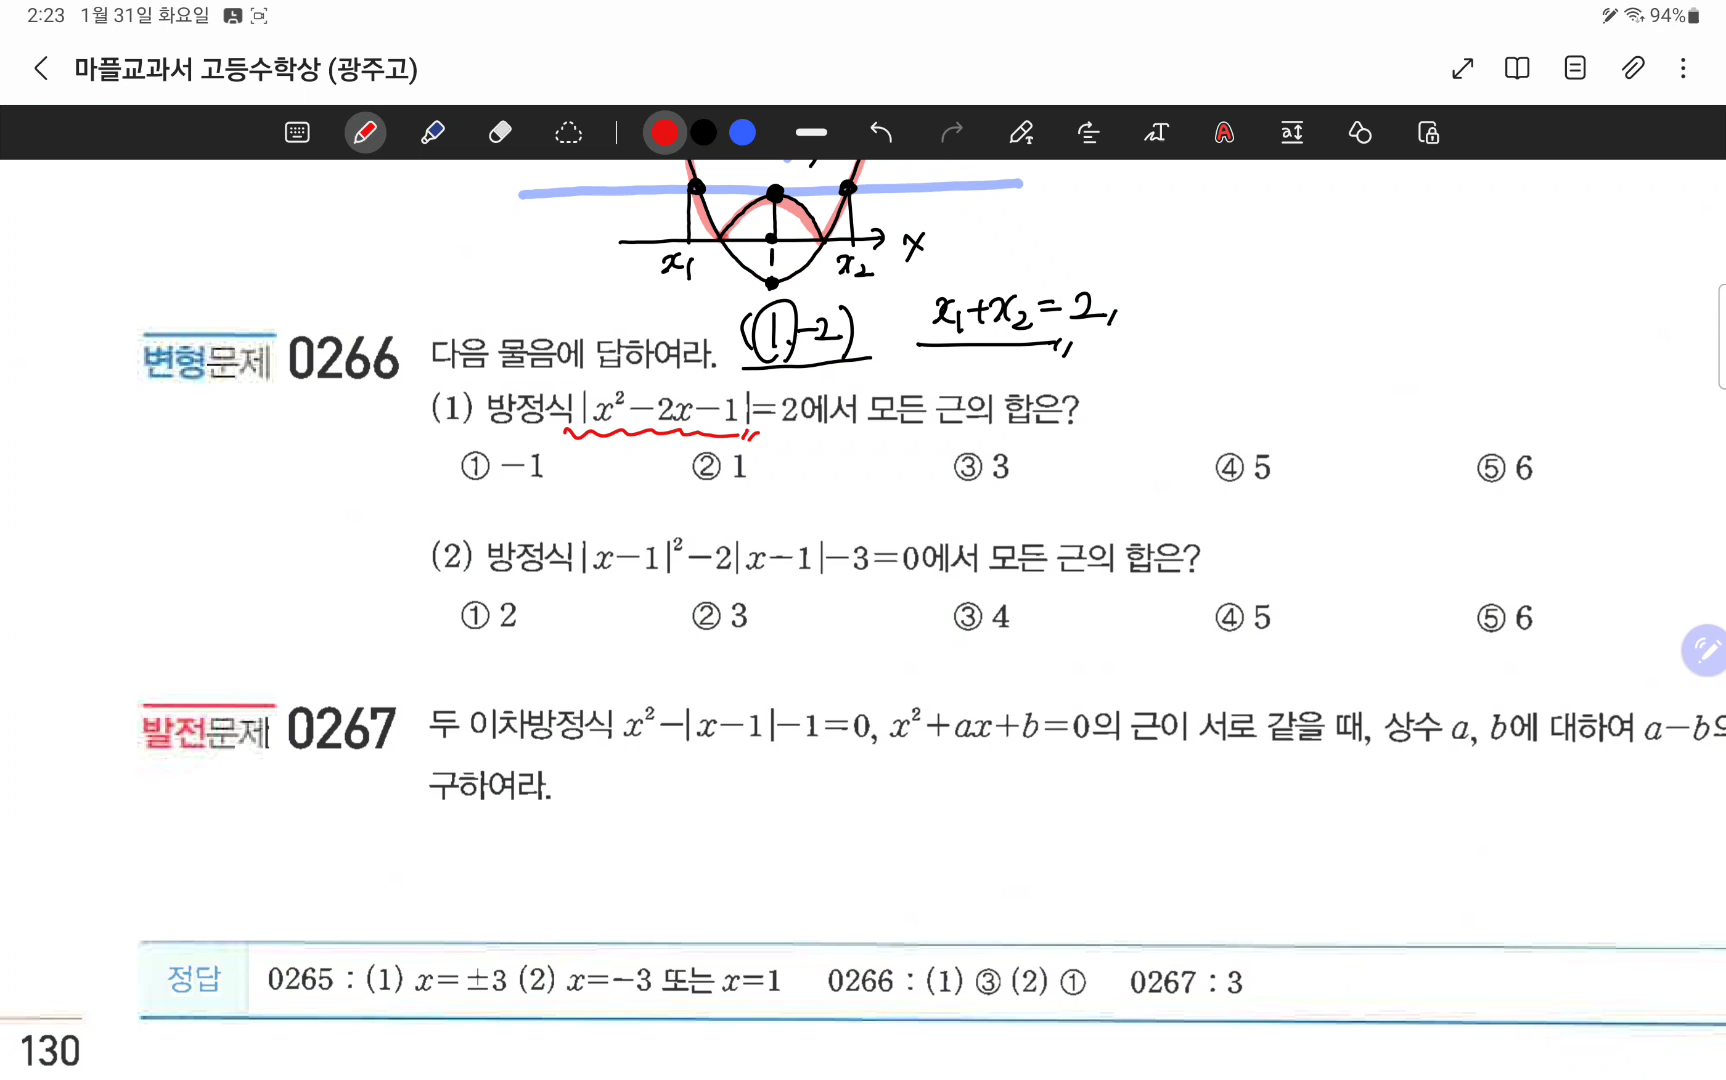 2:23 1월 31일 화요일 94%
마플교과서 고등수학상 (광주고)
x₁ x₂ x
(1,-2) x₁+x₂=2,
변형문제 0266 다음 물음에 답하여라.
(1) 방정식 |x²-2x-1|=2에서 모든 근의 합은?
① -1 ② 1 ③ 3 ④ 5 ⑤ 6
(2) 방정식 |x-1|²-2|x-1|-3=0에서 모든 근의 합은?
① 2 ② 3 ③ 4 ④ 5 ⑤ 6
발전문제 0267 두 이차방정식 x²-|x-1|-1=0, x²+ax+b=0의 근이 서로 같을 때, 상수 a, b에 대하여 a-b
구하여라.
정답 0265 : (1) x=±3 (2) x=-3 또는 x=1 0266 : (1) ③ (2) ① 0267 : 3
130